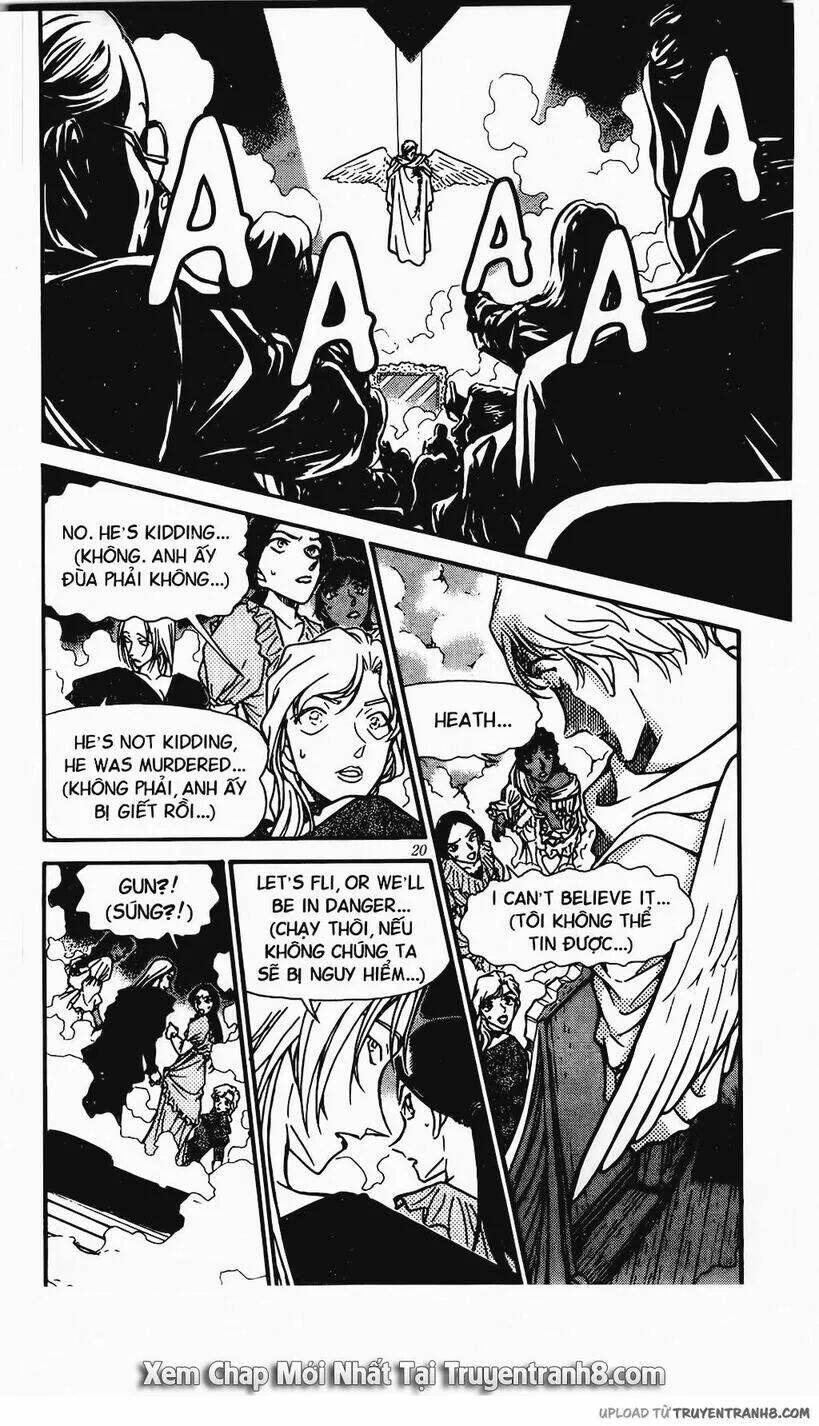 A A A A A
NO. HE'S KIDDING...
(KHÔNG. ANH ẤY
ĐÙA PHẢI KHÔNG...)
HE'S NOT KIDDING,
HE WAS MURDERED...
(KHÔNG PHẢI, ANH ẤY
BỊ GIẾT RỒI...)
HEATH...
I CAN'T BELIEVE IT...
(TÔI KHÔNG THỂ
TIN ĐƯỢC...)
20
GUN?!
(SÚNG?!)
LET'S FLI, OR WE'LL
BE IN DANGER...
(CHẠY THÔI, NẾU
KHÔNG CHÚNG TA
SẼ BỊ NGUY HIỂM...)
Xem Chap Mới Nhất Tại Truyentranh8.com
UPLOAD TỪ TRUYENTRANH8.COM